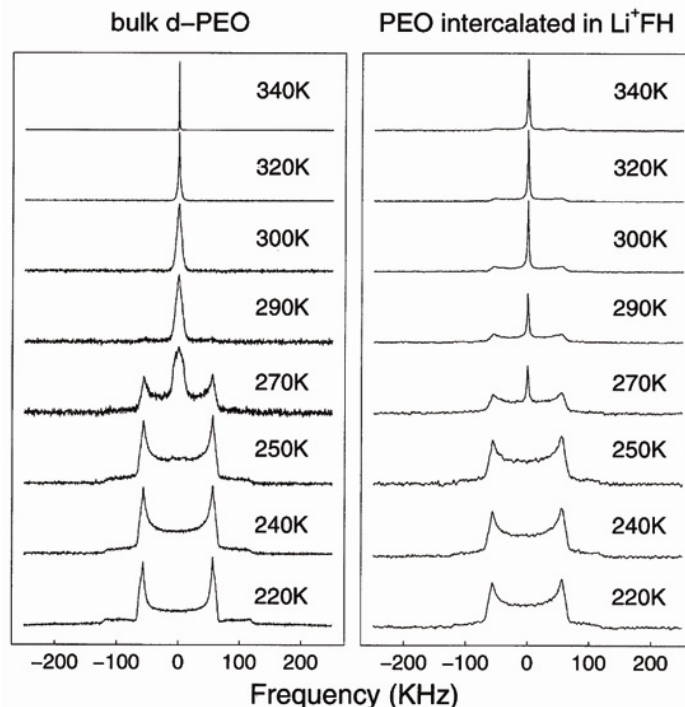 bulk d−PEO
PEO intercalated in Li⁺FH
340K
320K
300K
290K
270K
250K
240K
220K
340K
320K
300K
290K
270K
250K
240K
220K
−200 −100 0 100 200
−200 −100 0 100 200
Frequency (KHz)